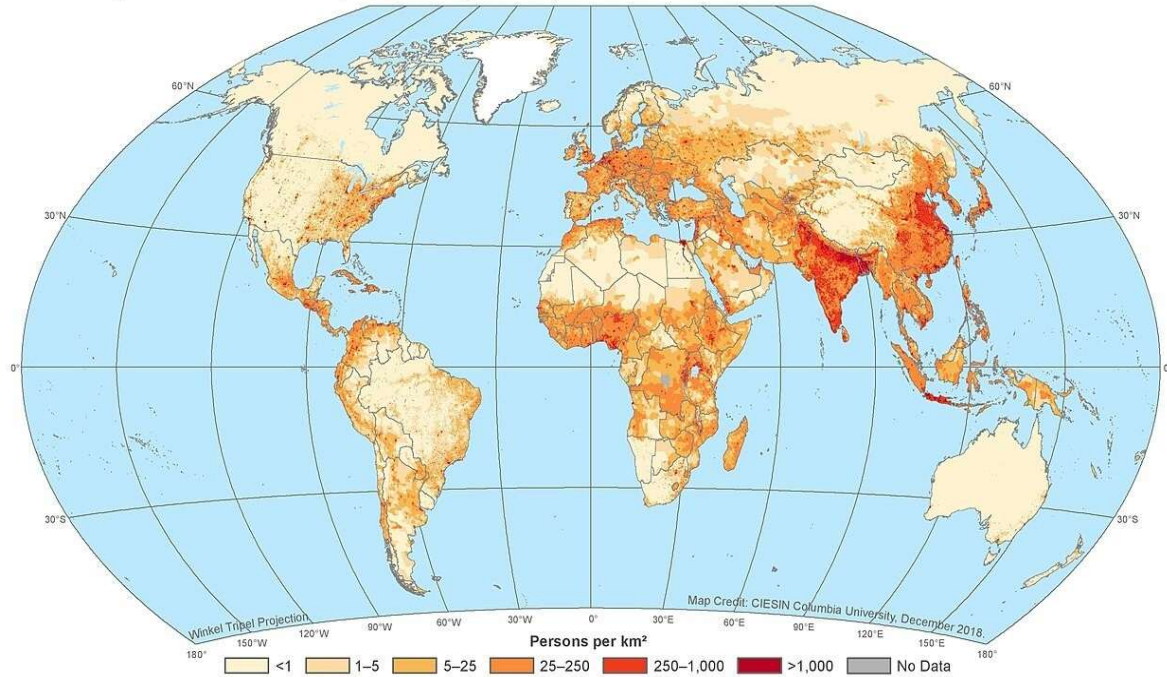 60°N
60°N
30°N
30°N
0°
0
30°S
30°S
Winkel Tripel Projection
Map Credit: CIESIN Columbia University, December 2018.
180°
150°W
120°W
90°W
60°W
30°W
0°
30°E
60°E
90°E
120°E
150°E
180°
Persons per km²
<1
1–5
5–25
25–250
250–1,000
>1,000
No Data